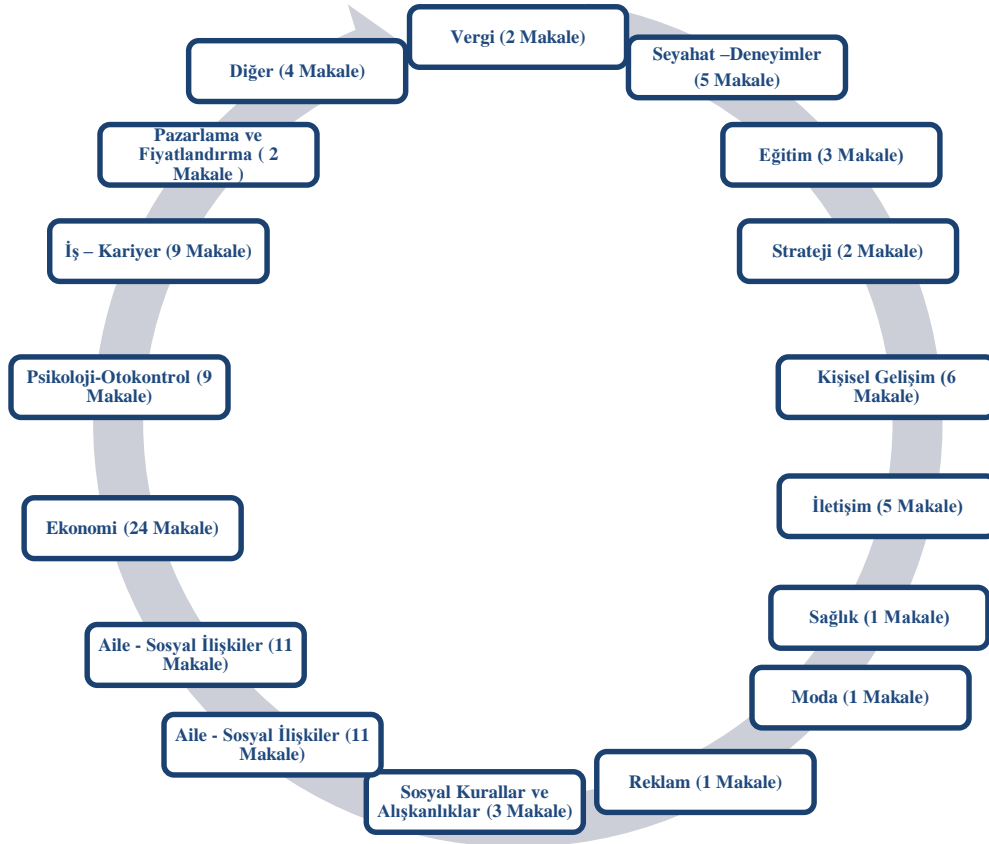 Vergi (2 Makale)
Seyahat –Deneyimler
(5 Makale)
Eğitim (3 Makale)
Strateji (2 Makale)
Kişisel Gelişim (6
Makale)
İletişim (5 Makale)
Sağlık (1 Makale)
Moda (1 Makale)
Reklam (1 Makale)
Sosyal Kurallar ve
Alışkanlıklar (3 Makale)
Aile - Sosyal İlişkiler (11
Makale)
Aile - Sosyal İlişkiler (11
Makale)
Ekonomi (24 Makale)
Psikoloji-Otokontrol (9
Makale)
İş – Kariyer (9 Makale)
Pazarlama ve
Fiyatlandırma ( 2
Makale )
Diğer (4 Makale)